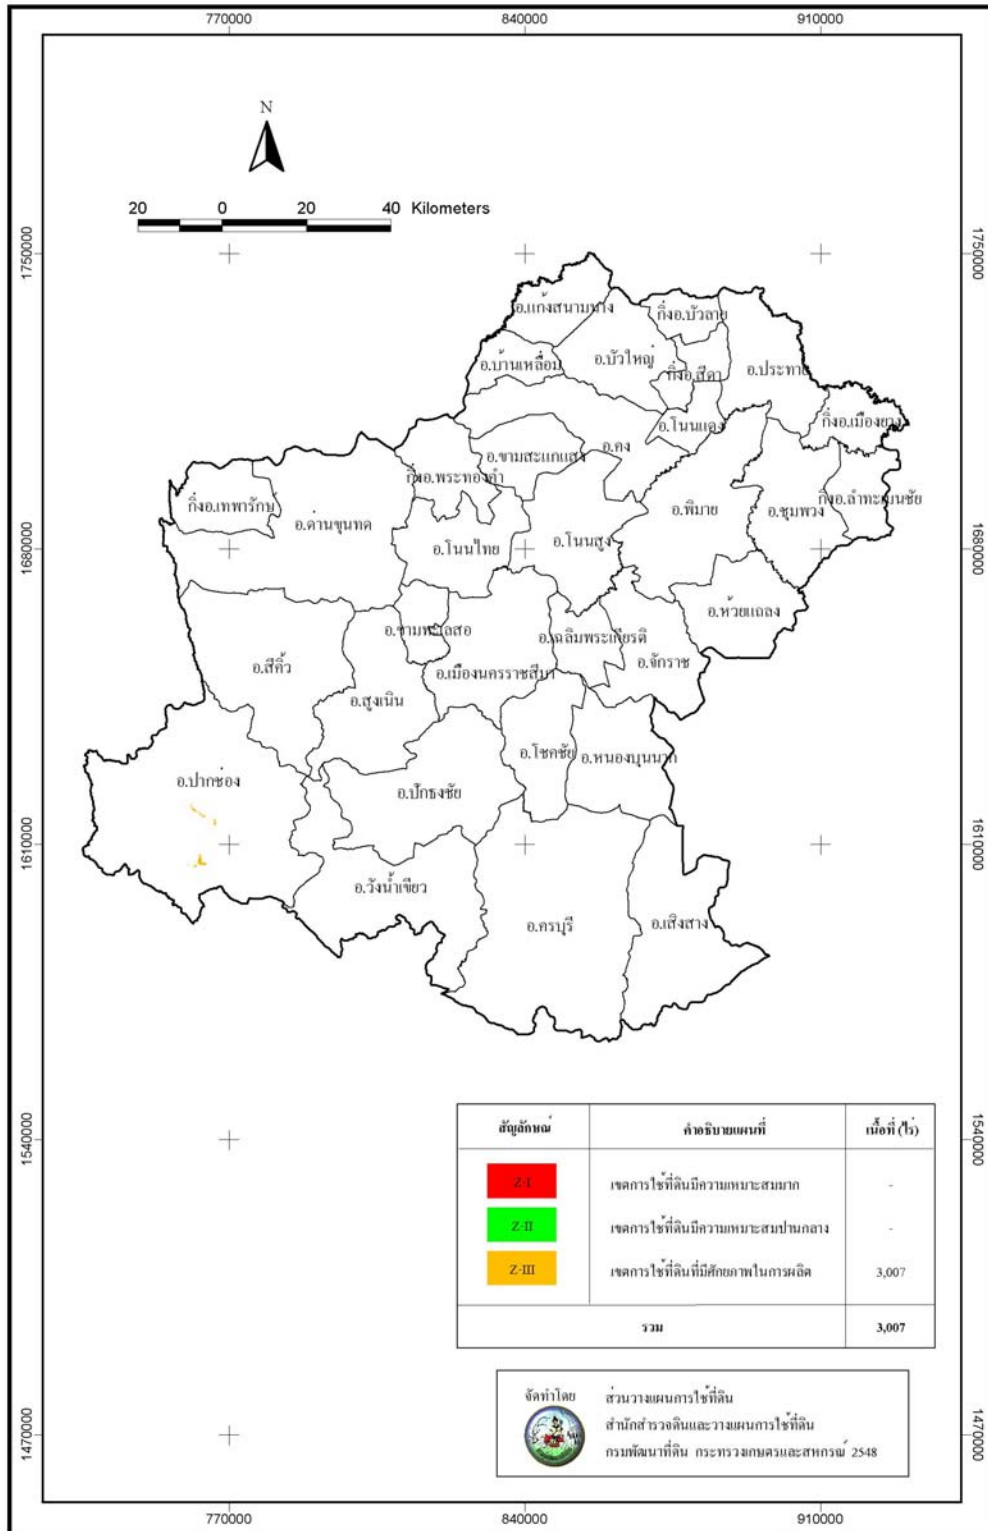 770000 840000 910000
N
20 0 20 40 Kilometers
1750000 1750000
อ.แก้งสนามนาง
กิ่งอ.บัวลาย
อ.บัวใหญ่
อ.บ้านเหลื่อม
กิ่งอ.สีดา
อ.ประทาย
อ.โนนแดง
กิ่งอ.เมืองยาง
อ.คง
อ.ขามสะแกแสง
กิ่งอ.พระทองคำ
กิ่งอ.เทพารักษ์
กิ่งอ.ลำทะเมนชัย
อ.พิมาย
อ.ชุมพวง
อ.ด่านขุนทด
อ.โนนไทย
อ.โนนสูง
1680000 1680000
อ.ห้วยแถลง
อ.ขามทะเลสอ
อ.เฉลิมพระเกียรติ
อ.สีคิ้ว
อ.เมืองนครราชสีมา
อ.จักราช
อ.สูงเนิน
อ.โชคชัย
อ.หนองบุนนาก
อ.ปากช่อง
อ.ปักธงชัย
1610000 1610000
อ.วังน้ำเขียว
อ.ครบุรี
อ.เสิงสาง
สัญลักษณ์ คำอธิบายแผนที่ เนื้อที่ (ไร่)
1540000 1540000
Z-I เขตการใช้ที่ดินมีความเหมาะสมมาก -
Z-II เขตการใช้ที่ดินมีความเหมาะสมปานกลาง -
Z-III เขตการใช้ที่ดินที่มีศักยภาพในการผลิต 3,007
รวม 3,007
จัดทำโดย ส่วนวางแผนการใช้ที่ดิน
สำนักสำรวจดินและวางแผนการใช้ที่ดิน
1470000 1470000
กรมพัฒนาที่ดิน กระทรวงเกษตรและสหกรณ์ 2548
770000 840000 910000